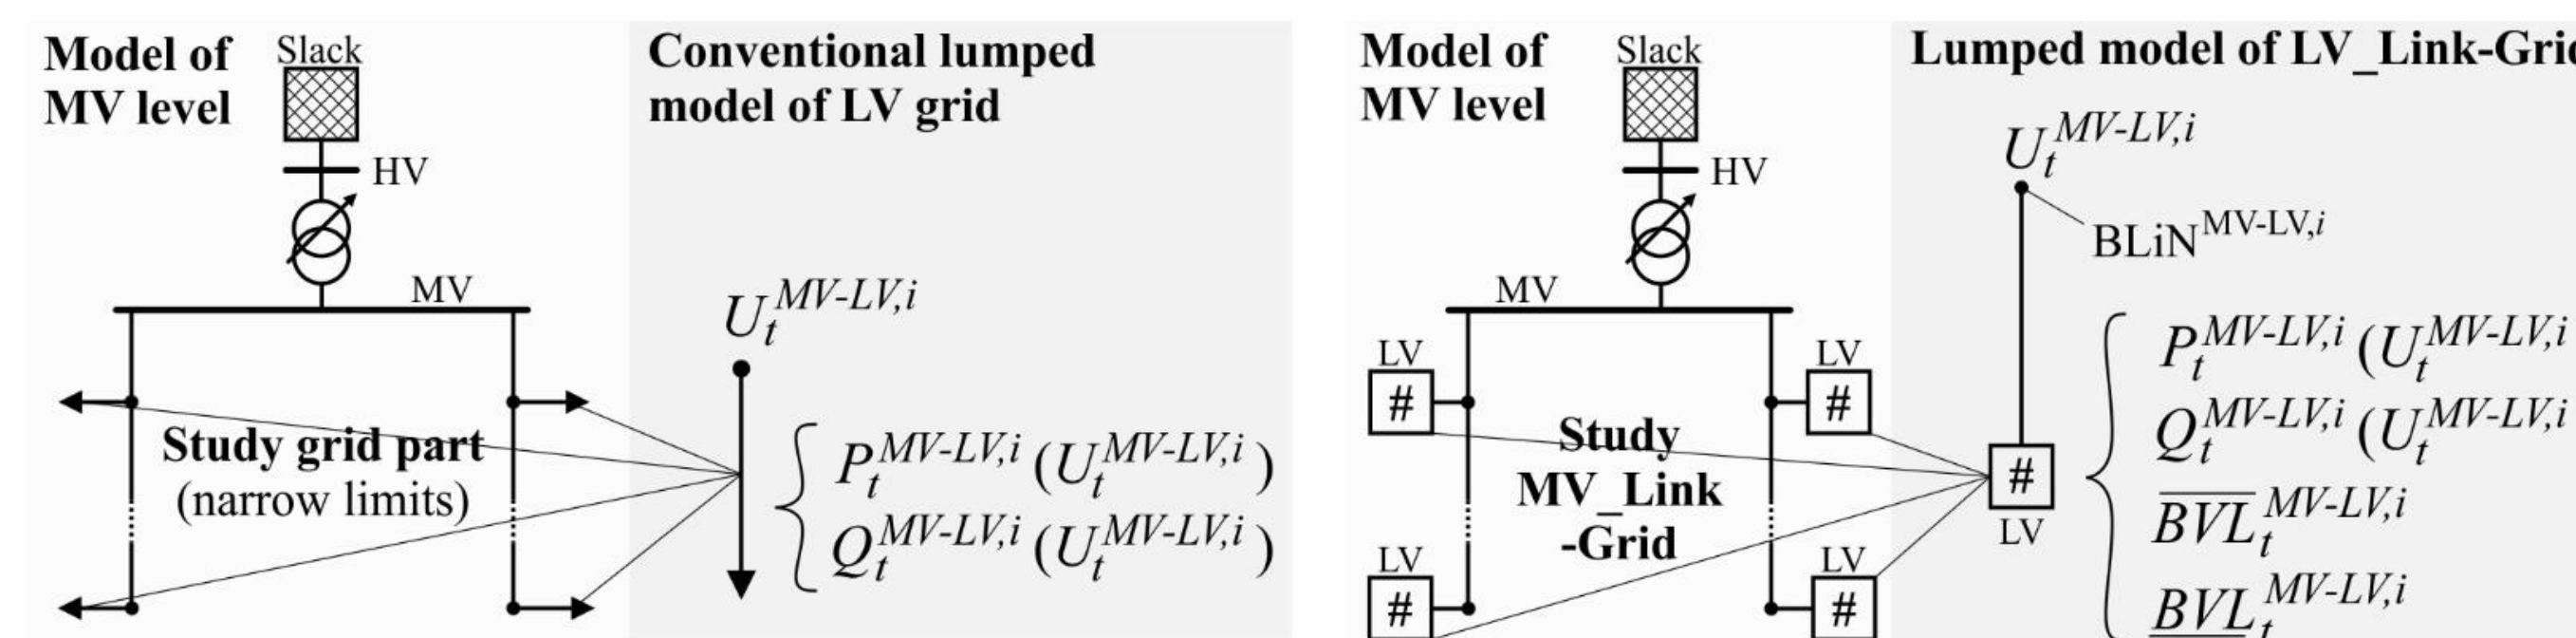 Model of
MV level
Slack
HV
MV
Study grid part
(narrow limits)
Conventional lumped
model of LV grid
U_t^{MV-LV,i}
P_t^{MV-LV,i} (U_t^{MV-LV,i})
Q_t^{MV-LV,i} (U_t^{MV-LV,i})
Model of
MV level
Slack
HV
MV
LV
#
LV
#
Study
MV_Link
-Grid
LV
#
LV
#
Lumped model of LV_Link-Gri
U_t^{MV-LV,i}
BLiN^{MV-LV,i}
#
LV
P_t^{MV-LV,i} (U_t^{MV-LV,i}
Q_t^{MV-LV,i} (U_t^{MV-LV,i}
\overline{BVL}_t^{MV-LV,i}
\underline{BVL}_t^{MV-LV,i}